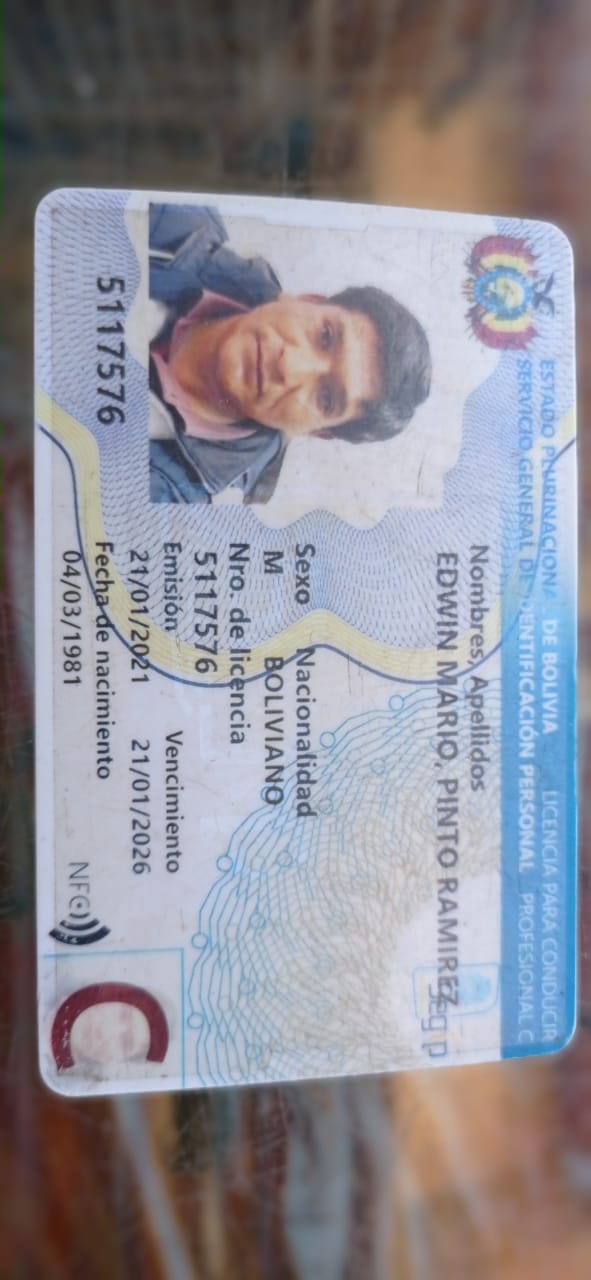 ESTADO PLURINACIONAL DE BOLIVIA LICENCIA PARA CONDUCIR
SERVICIO GENERAL DE IDENTIFICACIÓN PERSONAL PROFESIONAL C
segip
Nombres, Apellidos
EDWIN MARIO, PINTO RAMIREZ
Sexo Nacionalidad
M BOLIVIANO
Nro. de licencia
5117576
Emisión Vencimiento
21/01/2021 21/01/2026
Fecha de nacimiento
04/03/1981
5117576
NFC
C